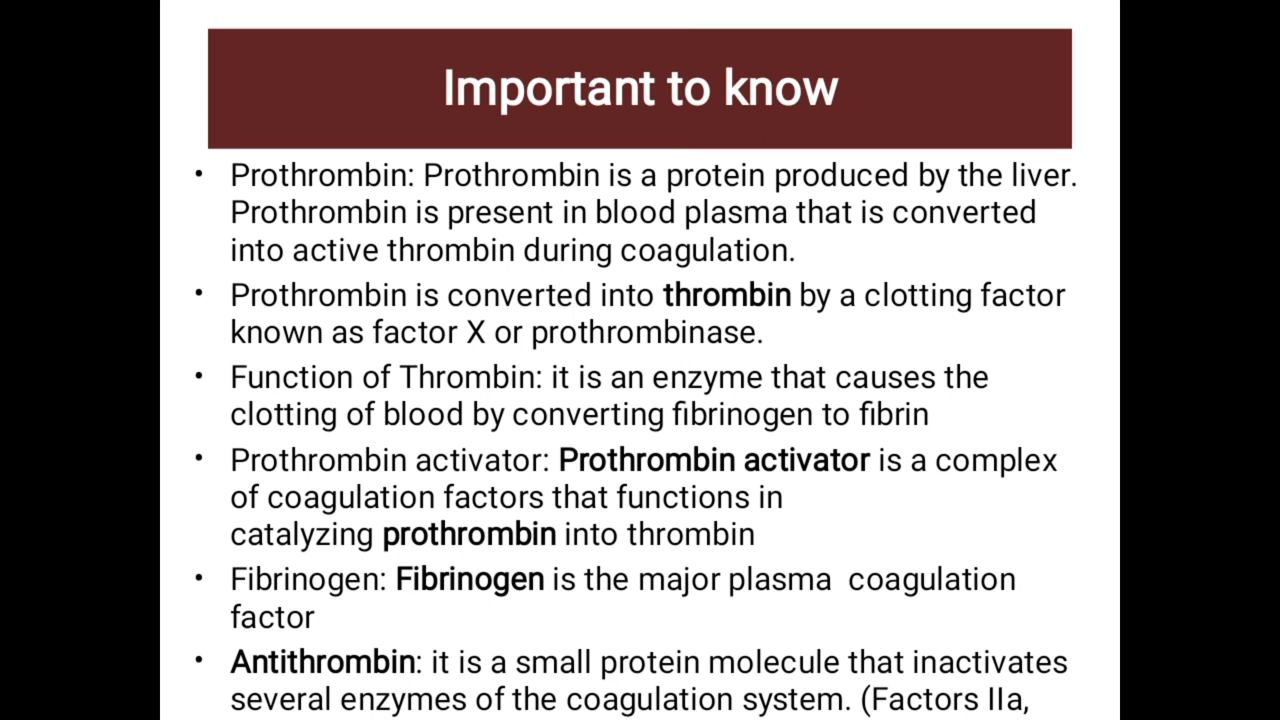 Important to know
• Prothrombin: Prothrombin is a protein produced by the liver.
Prothrombin is present in blood plasma that is converted
into active thrombin during coagulation.
• Prothrombin is converted into thrombin by a clotting factor
known as factor X or prothrombinase.
• Function of Thrombin: it is an enzyme that causes the
clotting of blood by converting fibrinogen to fibrin
• Prothrombin activator: Prothrombin activator is a complex
of coagulation factors that functions in
catalyzing prothrombin into thrombin
• Fibrinogen: Fibrinogen is the major plasma  coagulation
factor
• Antithrombin: it is a small protein molecule that inactivates
several enzymes of the coagulation system. (Factors IIa,